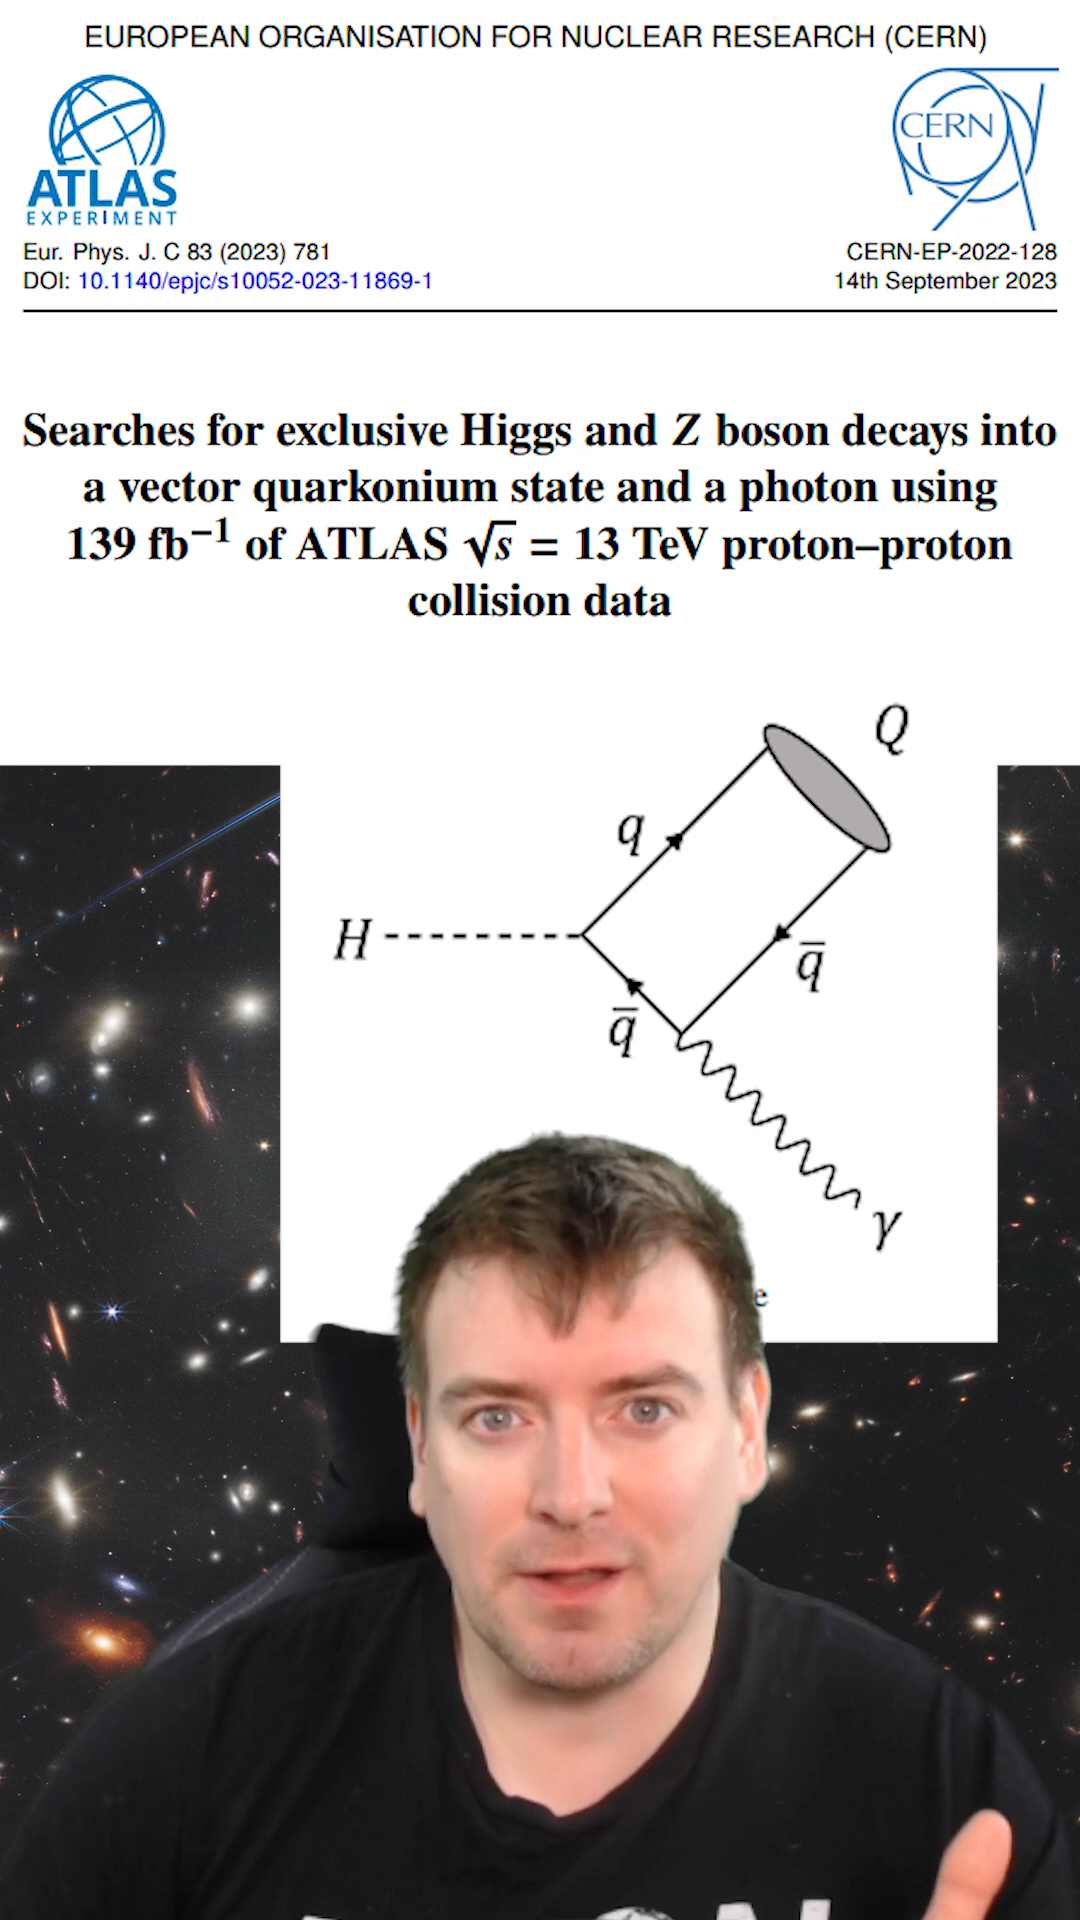 EUROPEAN ORGANISATION FOR NUCLEAR RESEARCH (CERN)
ATLAS
EXPERIMENT
CERN
Eur. Phys. J. C 83 (2023) 781
DOI: 10.1140/epjc/s10052-023-11869-1
CERN-EP-2022-128
14th September 2023
Searches for exclusive Higgs and Z boson decays into
a vector quarkonium state and a photon using
139 fb⁻¹ of ATLAS √s = 13 TeV proton–proton
collision data
Q
q
H
q̄
q̄
γ
e